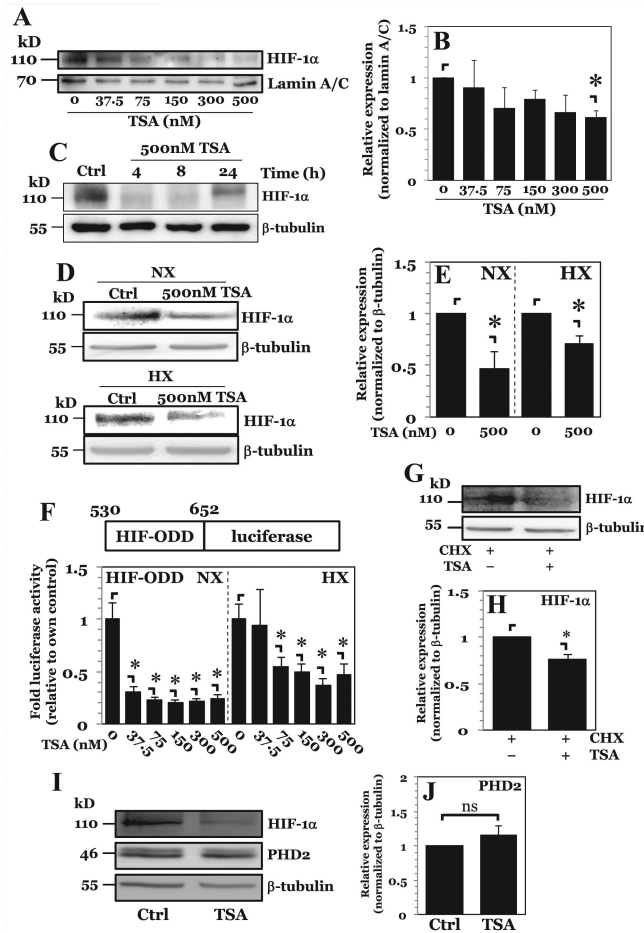 A
kD
110
HIF-1α
70
Lamin A/C
0 37.5 75 150 300 500
TSA (nM)
B
Relative expression
(normalized to lamin A/C)
1.5
1
0.5
0
*
0 37.5 75 150 300 500
TSA (nM)
C
500nM TSA
Ctrl 4 8 24 Time (h)
kD
110
HIF-1α
55
β-tubulin
D
NX
kD
Ctrl 500nM TSA
110
HIF-1α
55
β-tubulin
HX
kD
Ctrl 500nM TSA
110
HIF-1α
55
β-tubulin
E
NX HX
Relative expression
(normalized to β-tubulin)
1.5
1
0.5
0
* *
TSA (nM) 0 500 0 500
F
530 652
HIF-ODD luciferase
HIF-ODD NX HX
Fold luciferase activity
(relative to own control)
1.5
1
0.5
0
* * * * * * * * *
TSA (nM) 0 37.5 75 150 300 500 0 37.5 75 150 300 500
G
kD
110
HIF-1α
55
β-tubulin
CHX + +
TSA − +
H
HIF-1α
Relative expression
(normalized to β-tubulin)
1.5
1
0.5
0
*
+ + CHX
− + TSA
I
kD
110
HIF-1α
46
PHD2
55
β-tubulin
Ctrl TSA
J
PHD2
Relative expression
(normalized to β-tubulin)
2
1.5
1
0.5
0
ns
Ctrl TSA